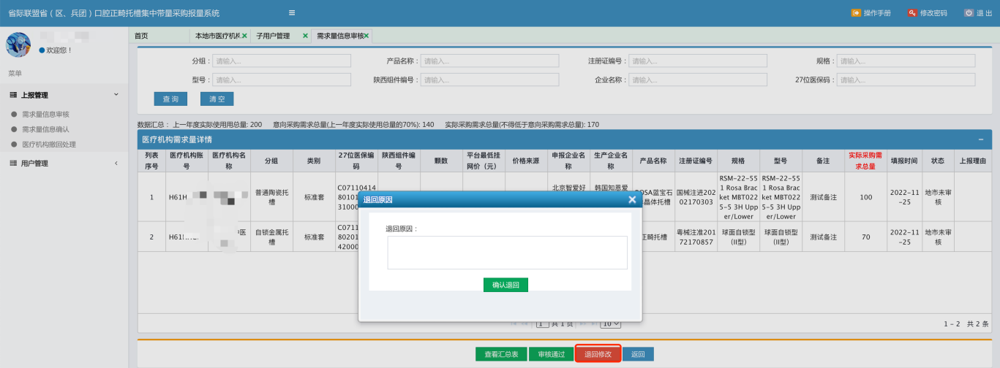 省际联盟省（区、兵团）口腔正畸托槽集中带量采购报量系统
操作手册 修改密码 退 出
欢迎您！
首页 本地市医疗机构 子用户管理 需求量信息审核
菜单
上报管理
需求量信息审核
需求量信息确认
医疗机构撤回处理
用户管理
分组： 请输入... 产品名称： 请输入... 注册证编号： 请输入... 规格： 请输入...
型号： 请输入... 陕西组件编号： 请输入... 企业名称： 请输入... 27位医保码： 请输入...
查 询 清 空
数据汇总： 上一年度实际使用用总量: 200 意向采购需求总量(上一年度实际使用总量的70%): 140 实际采购需求总量(不得低于意向采购需求总量): 170
医疗机构需求量详情
列表序号 医疗机构账号 医疗机构名称 分组 类别 27位医保编码 陕西组件编号 颗数 平台最低挂网价（元） 价格来源 申报企业名称 生产企业名称 产品名称 注册证编号 规格 型号 备注 实际采购需求总量 填报时间 状态 上报理由
1 H61H 普通陶瓷托槽 标准套 C07110414 80101 31000 北京智爱好 韩国知恩爱 OSA蓝宝石 晶体托槽 国械注进20202170303 RSM-22-551 Rosa Bracket MBT0225-5 3H Upper/Lower RSM-22-551 Rosa Bracket MBT0225-5 3H Upper/Lower 测试备注 100 2022-11-25 地市未审核
2 H61 中医 自锁金属托槽 标准套 C0711 80201 42000 正畸托槽 粤械注准20172170857 球面自锁型（II型） 球面自锁型（II型） 测试备注 70 2022-11-25 地市未审核
退回原因
退回原因：
确认退回
1 共 1 页 10
1 - 2 共 2 条
查看汇总表 审核通过 退回修改 返回